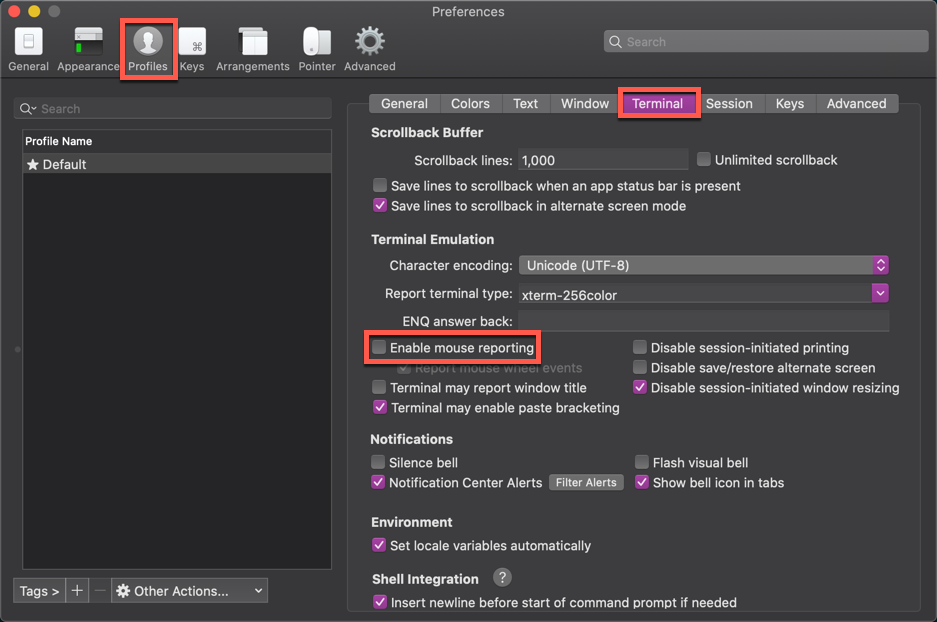 Preferences
General Appearance Profiles Keys Arrangements Pointer Advanced
Search
Search
Profile Name
Default
Tags >
+
Other Actions...
General Colors Text Window Terminal Session Keys Advanced
Scrollback Buffer
Scrollback lines: 1,000 Unlimited scrollback
Save lines to scrollback when an app status bar is present
Save lines to scrollback in alternate screen mode
Terminal Emulation
Character encoding: Unicode (UTF-8)
Report terminal type: xterm-256color
ENQ answer back:
Enable mouse reporting Disable session-initiated printing
Report mouse wheel events Disable save/restore alternate screen
Terminal may report window title Disable session-initiated window resizing
Terminal may enable paste bracketing
Notifications
Silence bell Flash visual bell
Notification Center Alerts Filter Alerts Show bell icon in tabs
Environment
Set locale variables automatically
Shell Integration ?
Insert newline before start of command prompt if needed